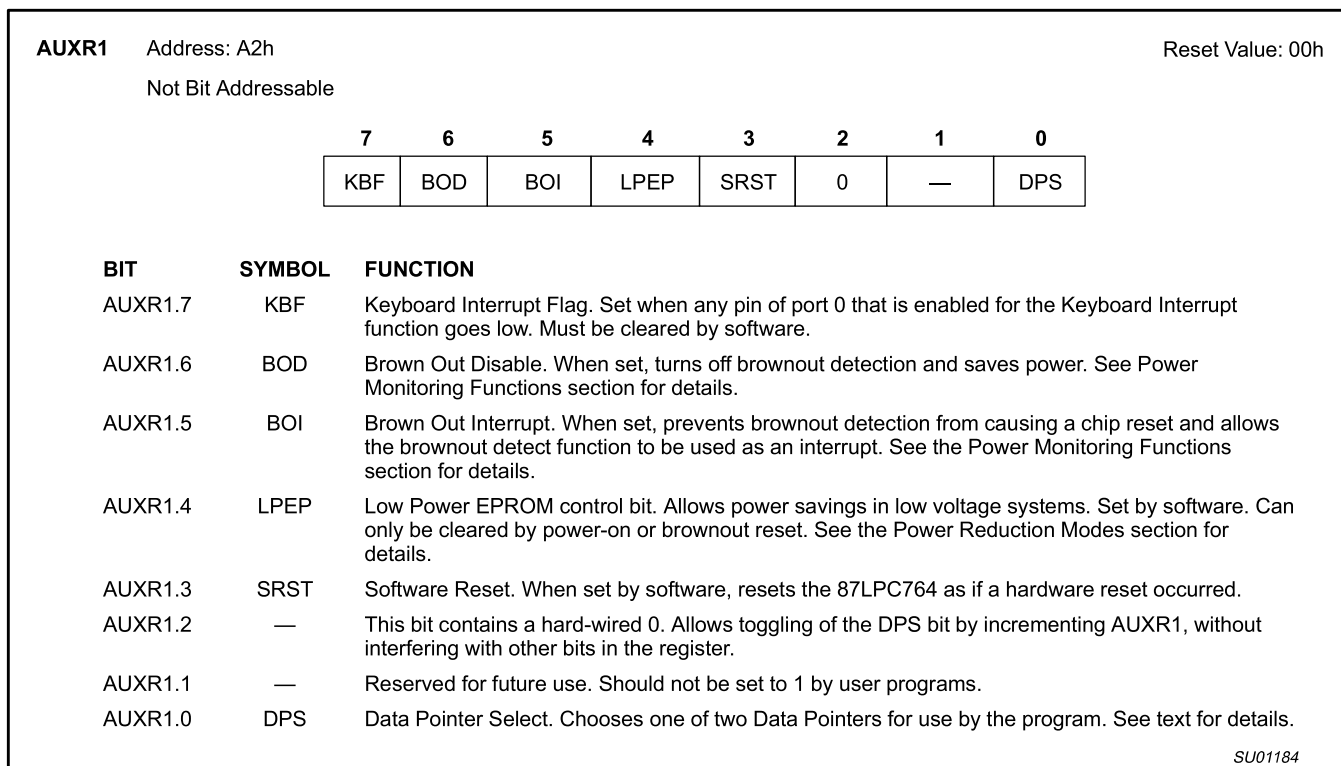 AUXR1 Address: A2h Reset Value: 00h
Not Bit Addressable
7 6 5 4 3 2 1 0
KBF BOD BOI LPEP SRST 0 — DPS
BIT SYMBOL FUNCTION
AUXR1.7 KBF Keyboard Interrupt Flag. Set when any pin of port 0 that is enabled for the Keyboard Interrupt
function goes low. Must be cleared by software.
AUXR1.6 BOD Brown Out Disable. When set, turns off brownout detection and saves power. See Power
Monitoring Functions section for details.
AUXR1.5 BOI Brown Out Interrupt. When set, prevents brownout detection from causing a chip reset and allows
the brownout detect function to be used as an interrupt. See the Power Monitoring Functions
section for details.
AUXR1.4 LPEP Low Power EPROM control bit. Allows power savings in low voltage systems. Set by software. Can
only be cleared by power-on or brownout reset. See the Power Reduction Modes section for
details.
AUXR1.3 SRST Software Reset. When set by software, resets the 87LPC764 as if a hardware reset occurred.
AUXR1.2 — This bit contains a hard-wired 0. Allows toggling of the DPS bit by incrementing AUXR1, without
interfering with other bits in the register.
AUXR1.1 — Reserved for future use. Should not be set to 1 by user programs.
AUXR1.0 DPS Data Pointer Select. Chooses one of two Data Pointers for use by the program. See text for details.
SU01184